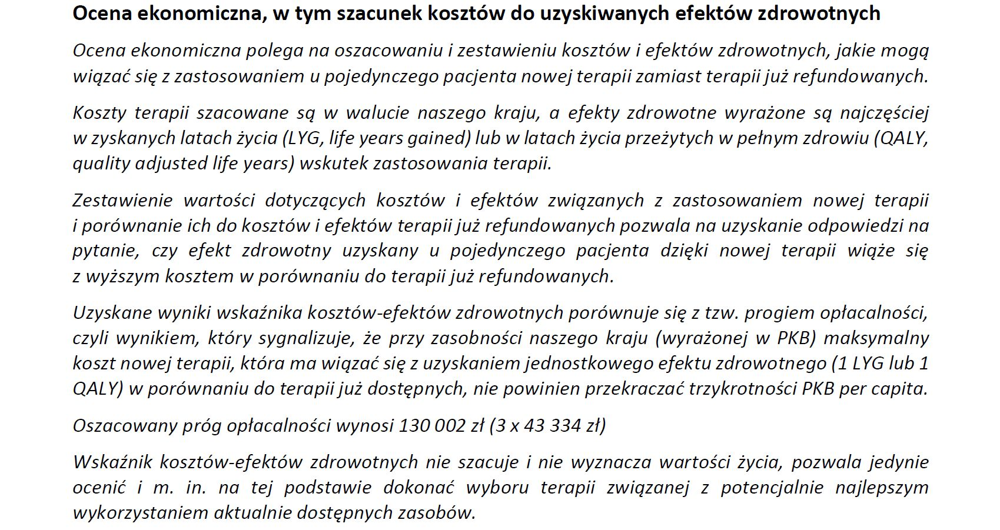 Ocena ekonomiczna, w tym szacunek kosztów do uzyskiwanych efektów zdrowotnych
Ocena ekonomiczna polega na oszacowaniu i zestawieniu kosztów i efektów zdrowotnych, jakie mogą
wiązać się z zastosowaniem u pojedynczego pacjenta nowej terapii zamiast terapii już refundowanych.
Koszty terapii szacowane są w walucie naszego kraju, a efekty zdrowotne wyrażone są najczęściej
w zyskanych latach życia (LYG, life years gained) lub w latach życia przeżytych w pełnym zdrowiu (QALY,
quality adjusted life years) wskutek zastosowania terapii.
Zestawienie wartości dotyczących kosztów i efektów związanych z zastosowaniem nowej terapii
i porównanie ich do kosztów i efektów terapii już refundowanych pozwala na uzyskanie odpowiedzi na
pytanie, czy efekt zdrowotny uzyskany u pojedynczego pacjenta dzięki nowej terapii wiąże się
z wyższym kosztem w porównaniu do terapii już refundowanych.
Uzyskane wyniki wskaźnika kosztów-efektów zdrowotnych porównuje się z tzw. progiem opłacalności,
czyli wynikiem, który sygnalizuje, że przy zasobności naszego kraju (wyrażonej w PKB) maksymalny
koszt nowej terapii, która ma wiązać się z uzyskaniem jednostkowego efektu zdrowotnego (1 LYG lub 1
QALY) w porównaniu do terapii już dostępnych, nie powinien przekraczać trzykrotności PKB per capita.
Oszacowany próg opłacalności wynosi 130 002 zł (3 x 43 334 zł)
Wskaźnik kosztów-efektów zdrowotnych nie szacuje i nie wyznacza wartości życia, pozwala jedynie
ocenić i m. in. na tej podstawie dokonać wyboru terapii związanej z potencjalnie najlepszym
wykorzystaniem aktualnie dostępnych zasobów.